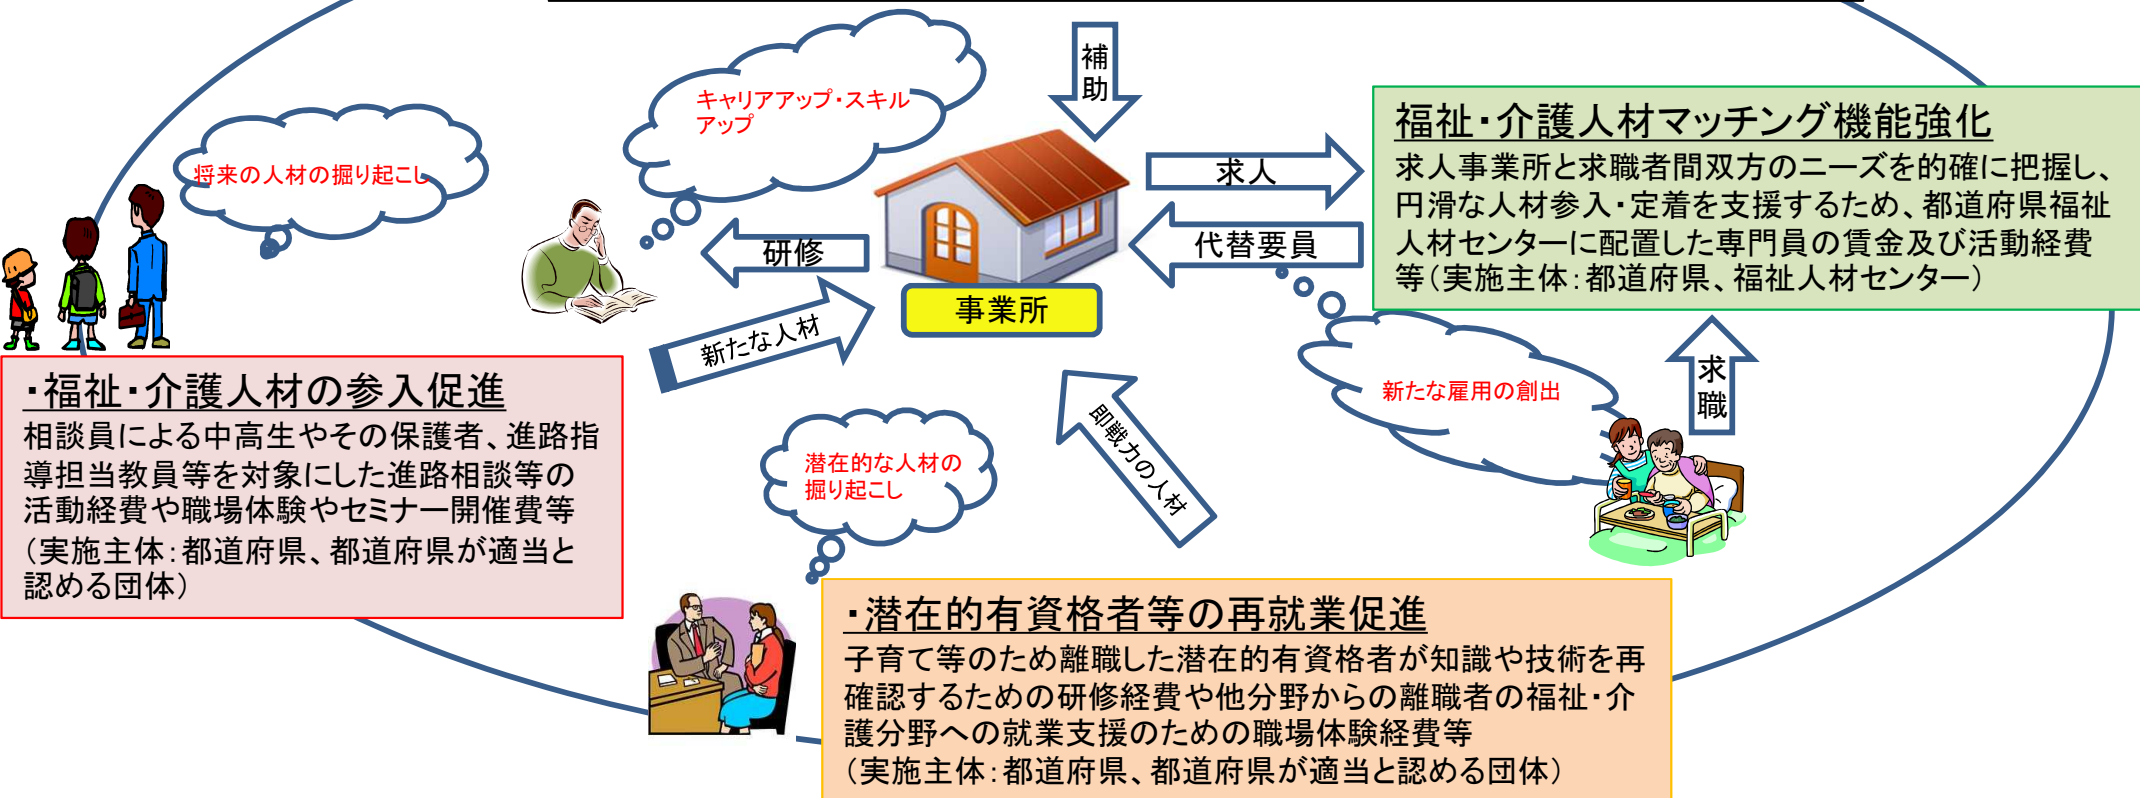 補助
キャリアアップ・スキル
アップ
将来の人材の掘り起こし
求人
代替要員
研修
事業所
新たな人材
福祉・介護人材マッチング機能強化
求人事業所と求職者間双方のニーズを的確に把握し、
円滑な人材参入・定着を支援するため、都道府県福祉
人材センターに配置した専門員の賃金及び活動経費
等（実施主体：都道府県、福祉人材センター）
求職
新たな雇用の創出
即戦力の人材
潜在的な人材の
掘り起こし
・福祉・介護人材の参入促進
相談員による中高生やその保護者、進路指
導担当教員等を対象にした進路相談等の
活動経費や職場体験やセミナー開催費等
（実施主体：都道府県、都道府県が適当と
認める団体）
・潜在的有資格者等の再就業促進
子育て等のため離職した潜在的有資格者が知識や技術を再
確認するための研修経費や他分野からの離職者の福祉・介
護分野への就業支援のための職場体験経費等
（実施主体：都道府県、都道府県が適当と認める団体）